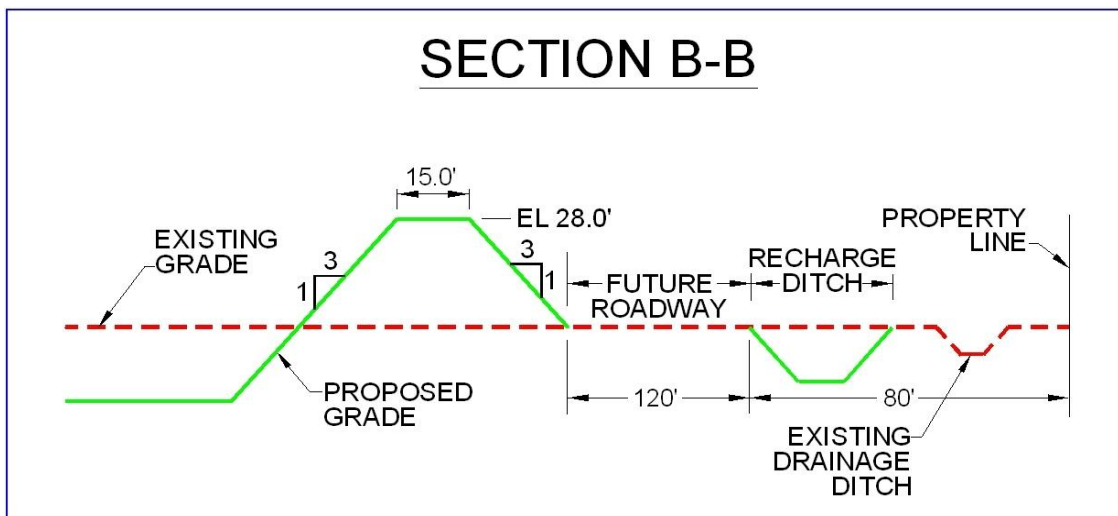 SECTION B-B
15.0'
EL 28.0'
EXISTING
GRADE
3
1
3
1
FUTURE
ROADWAY
RECHARGE
DITCH
PROPERTY
LINE
PROPOSED
GRADE
120'
80'
EXISTING
DRAINAGE
DITCH